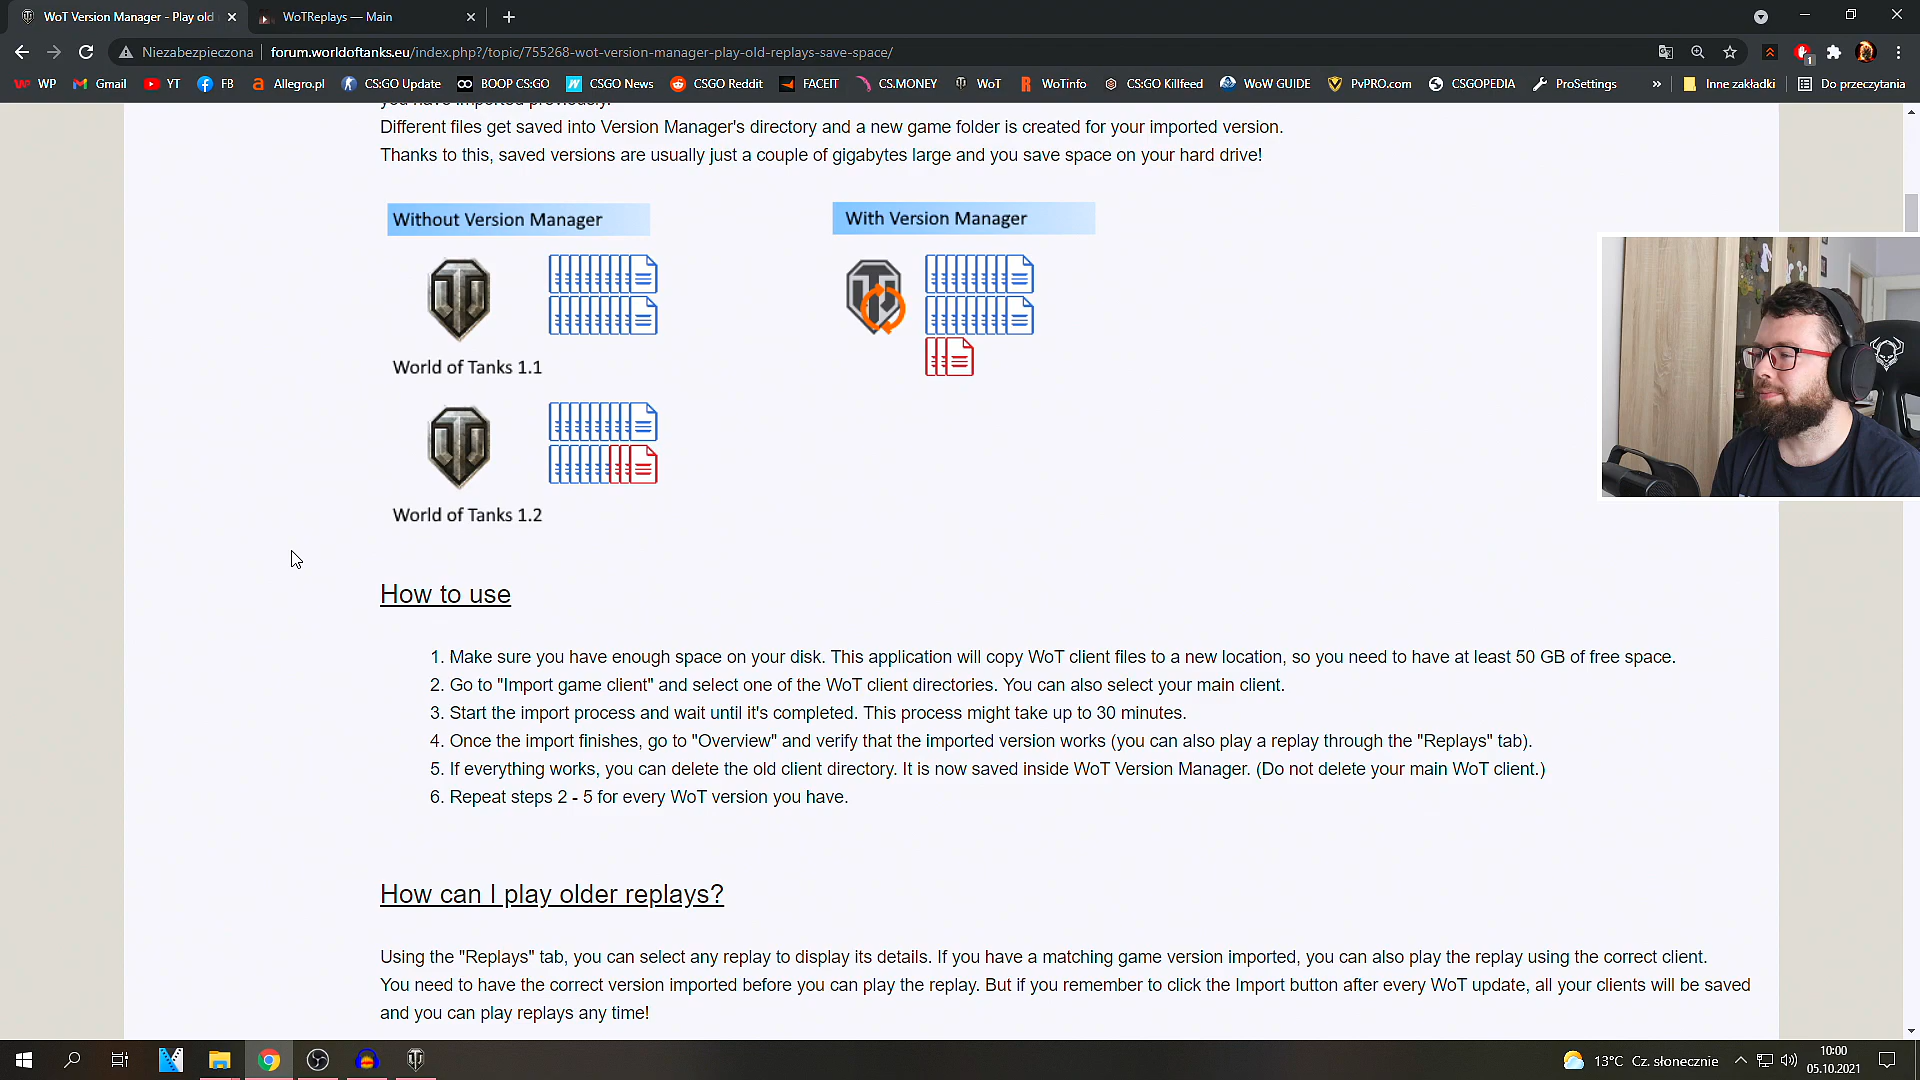 WoT Version Manager - Play old
WoTReplays — Main
Niezabezpieczona
forum.worldoftanks.eu/index.php?/topic/755268-wot-version-manager-play-old-replays-save-space/
1
WP
Gmail
YT
FB
Allegro.pl
CS:GO Update
BOOP CS:GO
CSGO News
CSGO Reddit
FACEIT
CS.MONEY
WoT
WoTinfo
CS:GO Killfeed
WoW GUIDE
PvPRO.com
CSGOPEDIA
ProSettings
»
Inne zakładki
Do przeczytania
you have imported previously.
Different files get saved into Version Manager's directory and a new game folder is created for your imported version.
Thanks to this, saved versions are usually just a couple of gigabytes large and you save space on your hard drive!
Without Version Manager
With Version Manager
World of Tanks 1.1
World of Tanks 1.2
How to use
1. Make sure you have enough space on your disk. This application will copy WoT client files to a new location, so you need to have at least 50 GB of free space.
2. Go to "Import game client" and select one of the WoT client directories. You can also select your main client.
3. Start the import process and wait until it's completed. This process might take up to 30 minutes.
4. Once the import finishes, go to "Overview" and verify that the imported version works (you can also play a replay through the "Replays" tab).
5. If everything works, you can delete the old client directory. It is now saved inside WoT Version Manager. (Do not delete your main WoT client.)
6. Repeat steps 2 - 5 for every WoT version you have.
How can I play older replays?
Using the "Replays" tab, you can select any replay to display its details. If you have a matching game version imported, you can also play the replay using the correct client.
You need to have the correct version imported before you can play the replay. But if you remember to click the Import button after every WoT update, all your clients will be saved
and you can play replays any time!
13°C Cz. słonecznie
10:00
05.10.2021